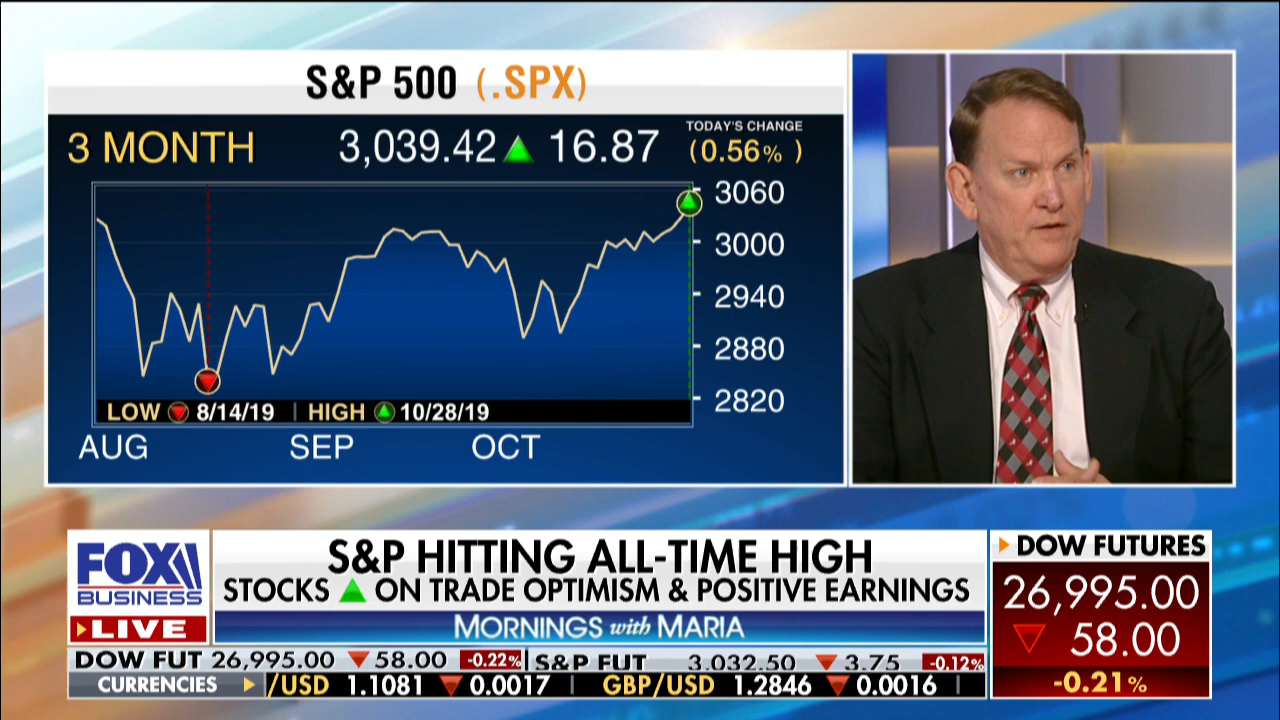 S&P 500 (.SPX)
3 MONTH 3,039.42 16.87 TODAY'S CHANGE (0.56% )
3060
3000
2940
2880
2820
LOW 8/14/19 | HIGH 10/28/19
AUG SEP OCT
FOX BUSINESS
LIVE
S&P HITTING ALL-TIME HIGH
STOCKS ON TRADE OPTIMISM & POSITIVE EARNINGS
MORNINGS with MARIA
DOW FUTURES
26,995.00
58.00
-0.21%
DOW FUT 26,995.00 58.00 -0.22% S&P FUT 3,032.50 3.75 -0.12%
CURRENCIES /USD 1.1081 0.0017 | GBP/USD 1.2846 0.0016 |